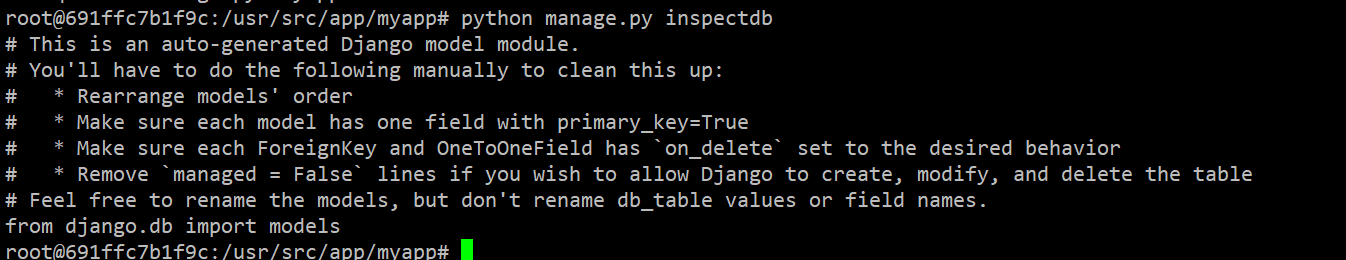 root@691ffc7b1f9c:/usr/src/app/myapp# python manage.py inspectdb
# This is an auto-generated Django model module.
# You'll have to do the following manually to clean this up:
#   * Rearrange models' order
#   * Make sure each model has one field with primary_key=True
#   * Make sure each ForeignKey and OneToOneField has `on_delete` set to the desired behavior
#   * Remove `managed = False` lines if you wish to allow Django to create, modify, and delete the table
# Feel free to rename the models, but don't rename db_table values or field names.
from django.db import models
root@691ffc7b1f9c:/usr/src/app/myapp#